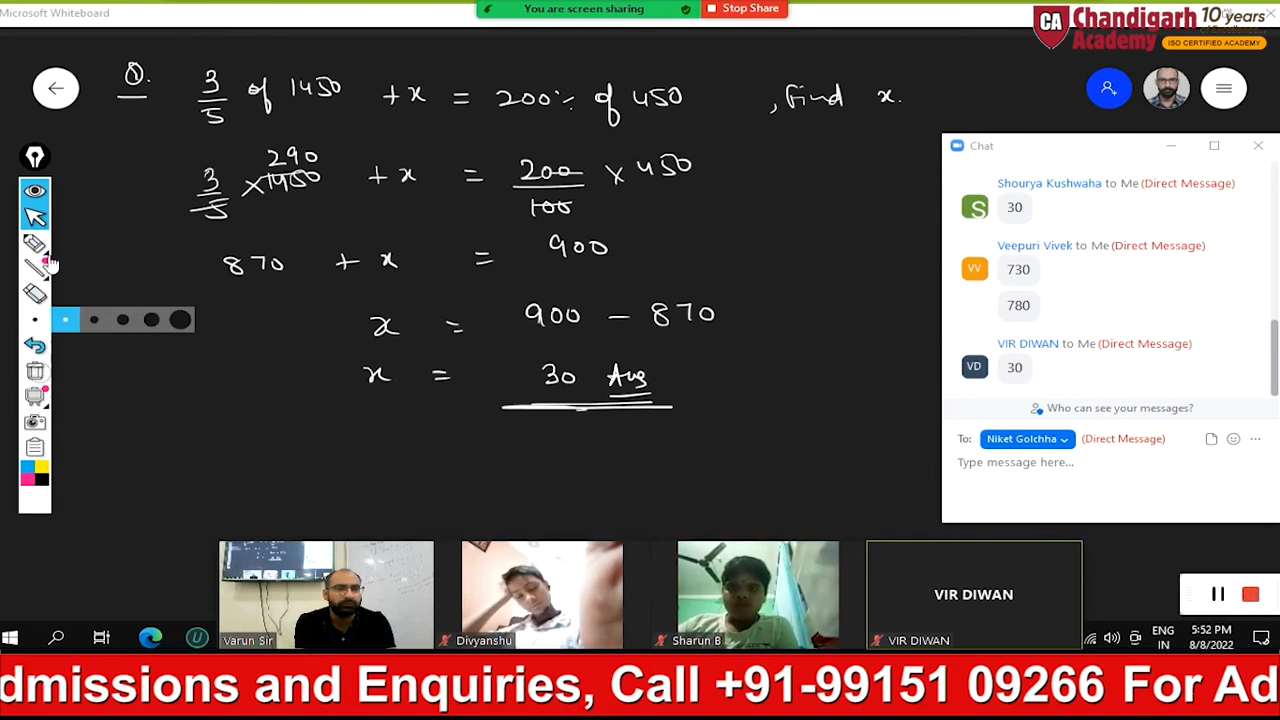 Microsoft Whiteboard
You are screen sharing
Stop Share
CA Chandigarh Academy
10 years
of Excellence...
ISO CERTIFIED ACADEMY
Q. 3/5 of 1450 + x = 200% of 450 , find x.
3/5 × 1450 290 + x = 200/100 × 450
870 + x = 900
x = 900 - 870
x = 30 Ans
Chat
Shourya Kushwaha to Me (Direct Message)
S 30
Veepuri Vivek to Me (Direct Message)
VV 730
780
VIR DIWAN to Me (Direct Message)
VD 30
Who can see your messages?
To: Niket Golchha (Direct Message)
Type message here...
Varun Sir
Divyanshu
Sharun B
VIR DIWAN
VIR DIWAN
ENG
IN
5:52 PM
8/8/2022
dmissions and Enquiries, Call +91-99151 09266 For Ad